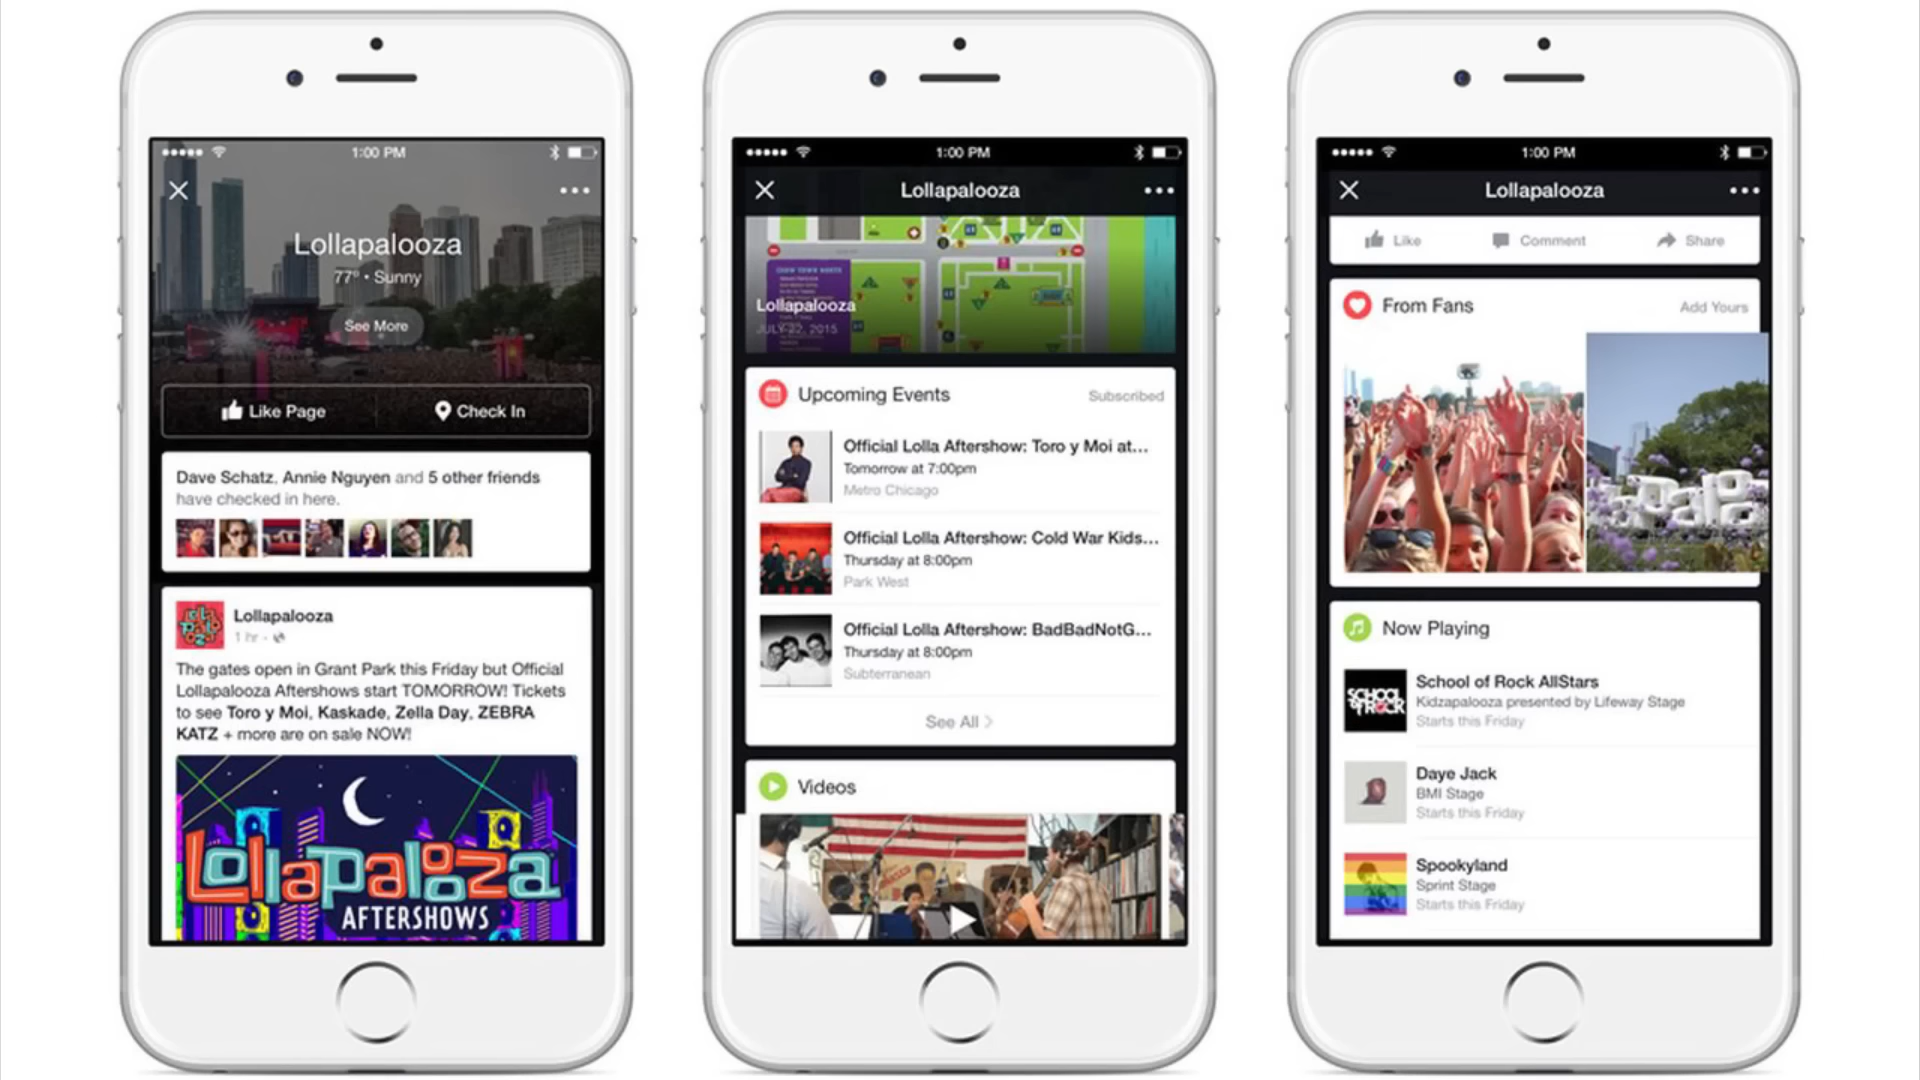 1:00 PM
Lollapalooza
77° • Sunny
See More
Like Page
Check In
Dave Schatz, Annie Nguyen and 5 other friends
have checked in here.
Lollapalooza
1 hr
The gates open in Grant Park this Friday but Official
Lollapalooza Aftershows start TOMORROW! Tickets
to see Toro y Moi, Kaskade, Zella Day, ZEBRA
KATZ + more are on sale NOW!
Lollapalooza
AFTERSHOWS
1:00 PM
Lollapalooza
CHOW TOWN NORTH
Lollapalooza
JULY 22, 2015
Upcoming Events
Subscribed
Official Lolla Aftershow: Toro y Moi at...
Tomorrow at 7:00pm
Metro Chicago
Official Lolla Aftershow: Cold War Kids...
Thursday at 8:00pm
Park West
Official Lolla Aftershow: BadBadNotG...
Thursday at 8:00pm
Subterranean
See All
Videos
1:00 PM
Lollapalooza
Like
Comment
Share
From Fans
Add Yours
Now Playing
SCHOOL
of ROCK
School of Rock AllStars
Kidzapalooza presented by Lifeway Stage
Starts this Friday
Daye Jack
BMI Stage
Starts this Friday
Spookyland
Sprint Stage
Starts this Friday